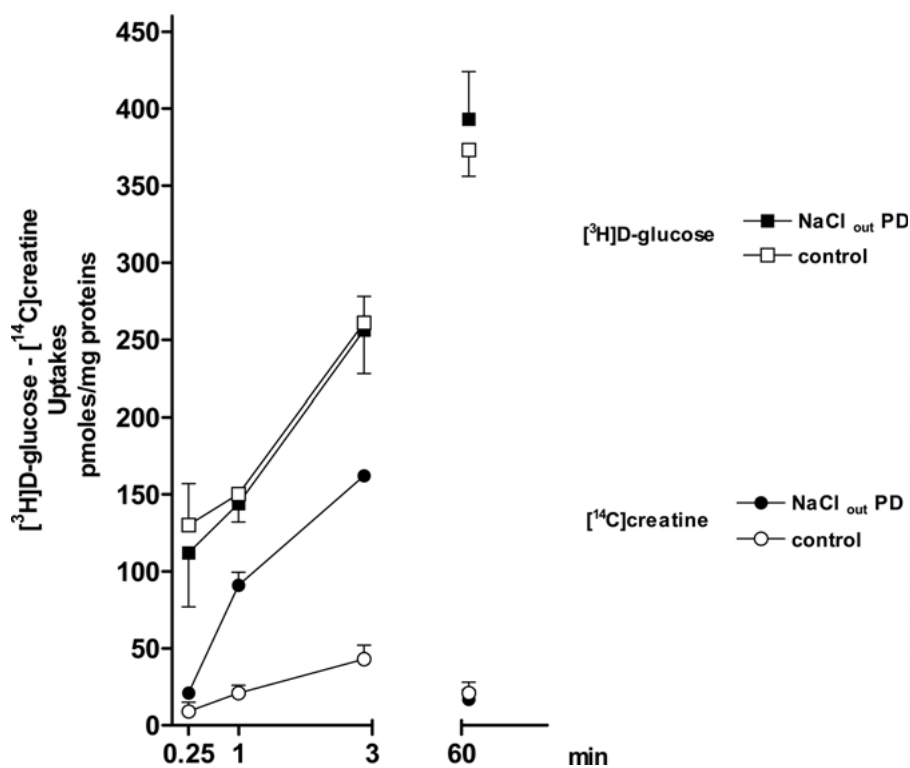 [³H]D-glucose - [¹⁴C]creatine
Uptakes
pmoles/mg proteins
450
400
350
300
250
200
150
100
50
0
0.25 1 3 60 min
[³H]D-glucose
NaCl out PD
control
[¹⁴C]creatine
NaCl out PD
control